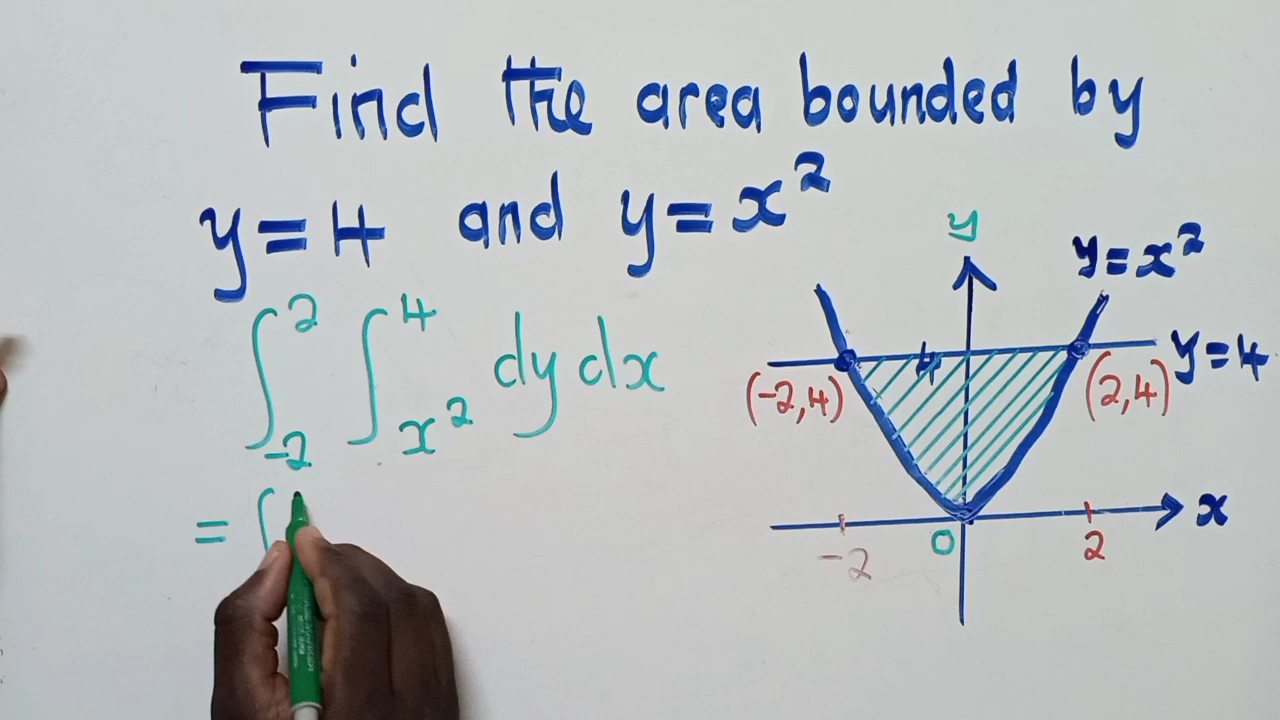 Find the area bounded by
y=4 and y=x²
∫₋₂² ∫ₓ²⁴ dy dx
= ∫
y
y=x²
4
y=4
(-2,4)
(2,4)
x
-2
0
2